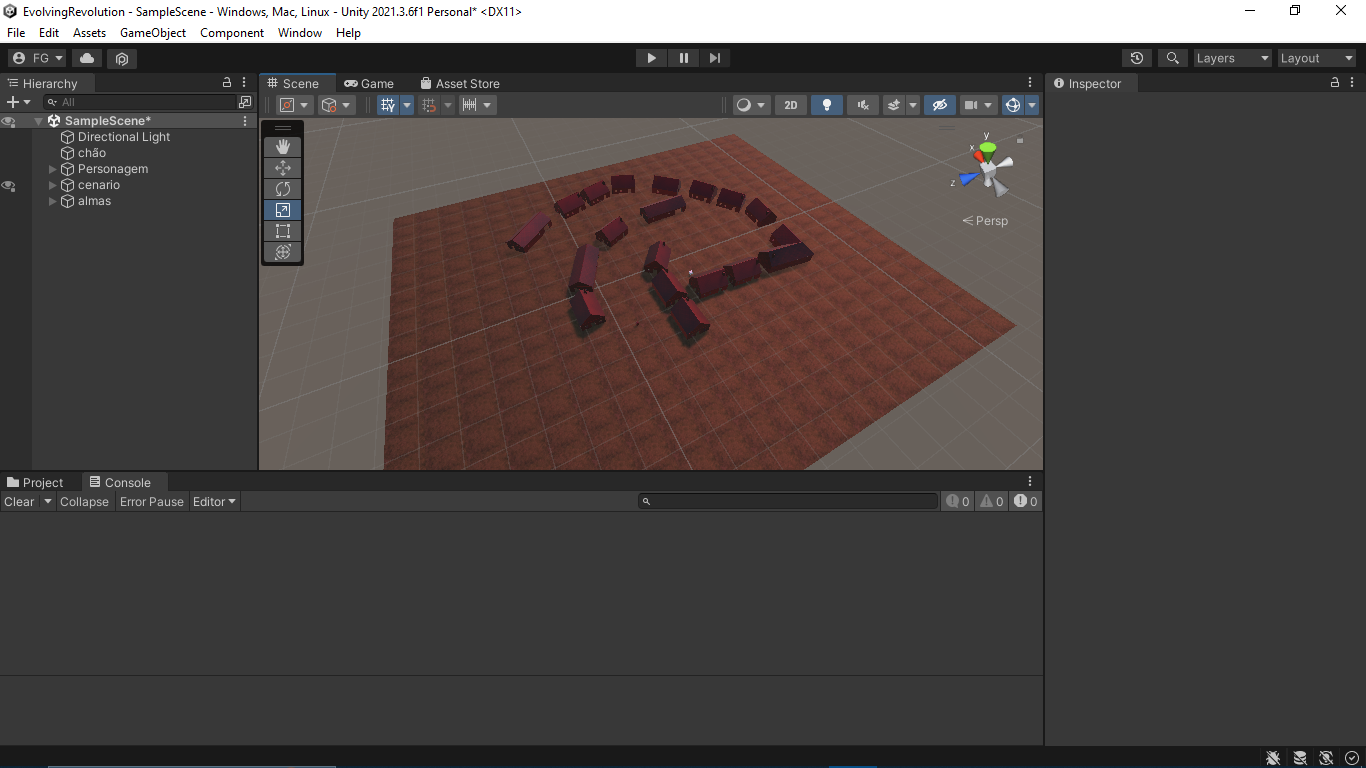 EvolvingRevolution - SampleScene - Windows, Mac, Linux - Unity 2021.3.6f1 Personal* <DX11>
File Edit Assets GameObject Component Window Help
FG Layers Layout
Hierarchy
All
SampleScene*
Directional Light
chão
Personagem
cenario
almas
Scene Game Asset Store
2D
y
x
z
Persp
Inspector
Project Console
Clear Collapse Error Pause Editor 0 0 0